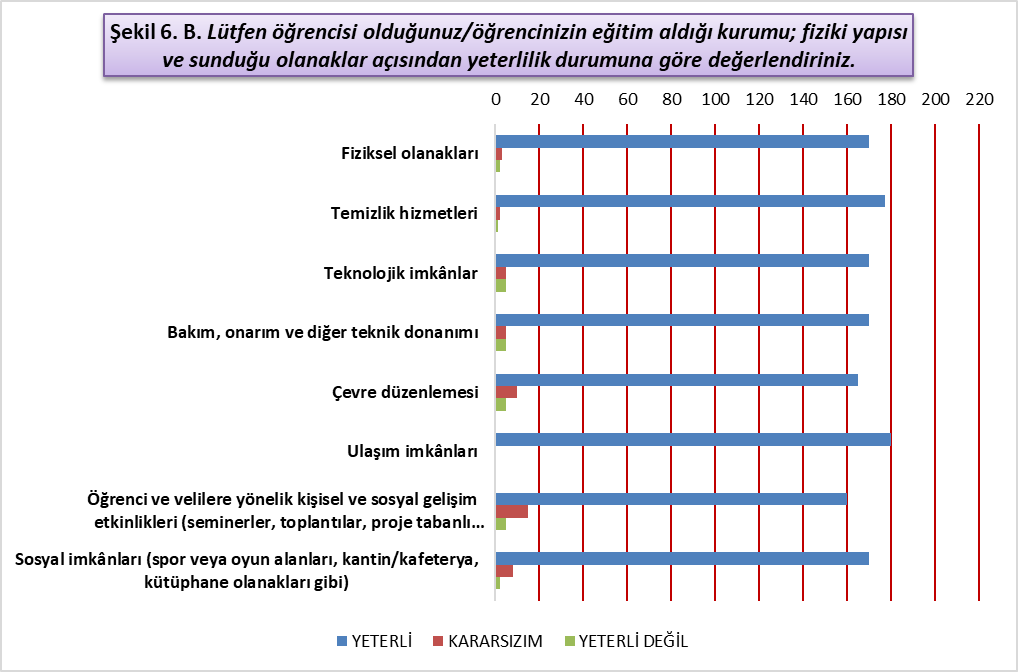 Şekil 6. B. Lütfen öğrencisi olduğunuz/öğrencinizin eğitim aldığı kurumu; fiziki yapısı
ve sunduğu olanaklar açısından yeterlilik durumuna göre değerlendiriniz.
0 20 40 60 80 100 120 140 160 180 200 220
Fiziksel olanakları
Temizlik hizmetleri
Teknolojik imkânlar
Bakım, onarım ve diğer teknik donanımı
Çevre düzenlemesi
Ulaşım imkânları
Öğrenci ve velilere yönelik kişisel ve sosyal gelişim
etkinlikleri (seminerler, toplantılar, proje tabanlı...
Sosyal imkânları (spor veya oyun alanları, kantin/kafeterya,
kütüphane olanakları gibi)
YETERLİ KARARSIZIM YETERLİ DEĞİL